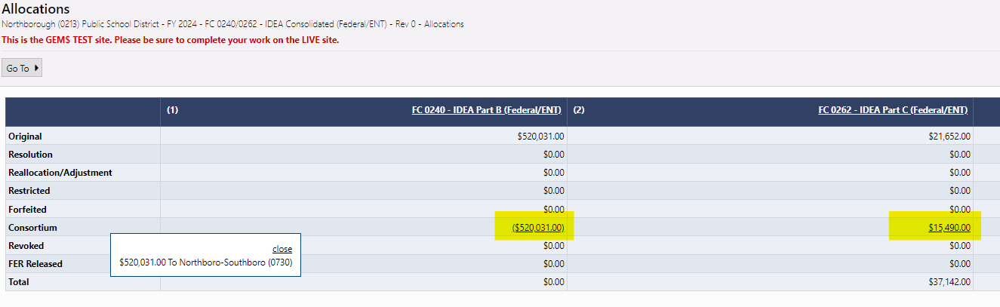 Allocations
Northborough (0213) Public School District - FY 2024 - FC 0240/0262 - IDEA Consolidated (Federal/ENT) - Rev 0 - Allocations
This is the GEM$ TEST site. Please be sure to complete your work on the LIVE site.
Go To
(1) FC 0240 - IDEA Part B (Federal/ENT) (2) FC 0262 - IDEA Part C (Federal/ENT)
Original $520,031.00 $21,652.00
Resolution $0.00 $0.00
Reallocation/Adjustment $0.00 $0.00
Restricted $0.00 $0.00
Forfeited $0.00 $0.00
Consortium ($520,031.00) $15,490.00
Revoked $0.00 $0.00
close
$520,031.00 To Northboro-Southboro (0730)
FER Released $0.00 $0.00
Total $0.00 $37,142.00